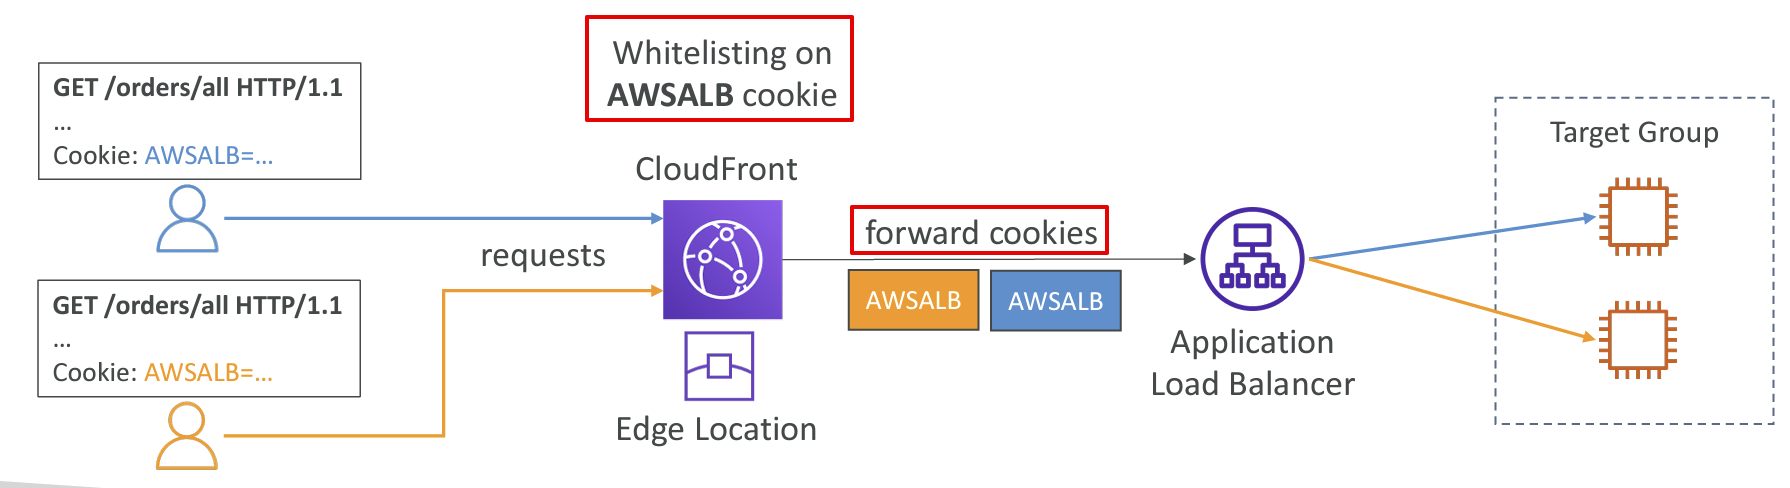 Whitelisting on
AWSALB cookie
GET /orders/all HTTP/1.1
...
Cookie: AWSALB=...
CloudFront
Target Group
requests
forward cookies
AWSALB
AWSALB
GET /orders/all HTTP/1.1
...
Cookie: AWSALB=...
Edge Location
Application
Load Balancer